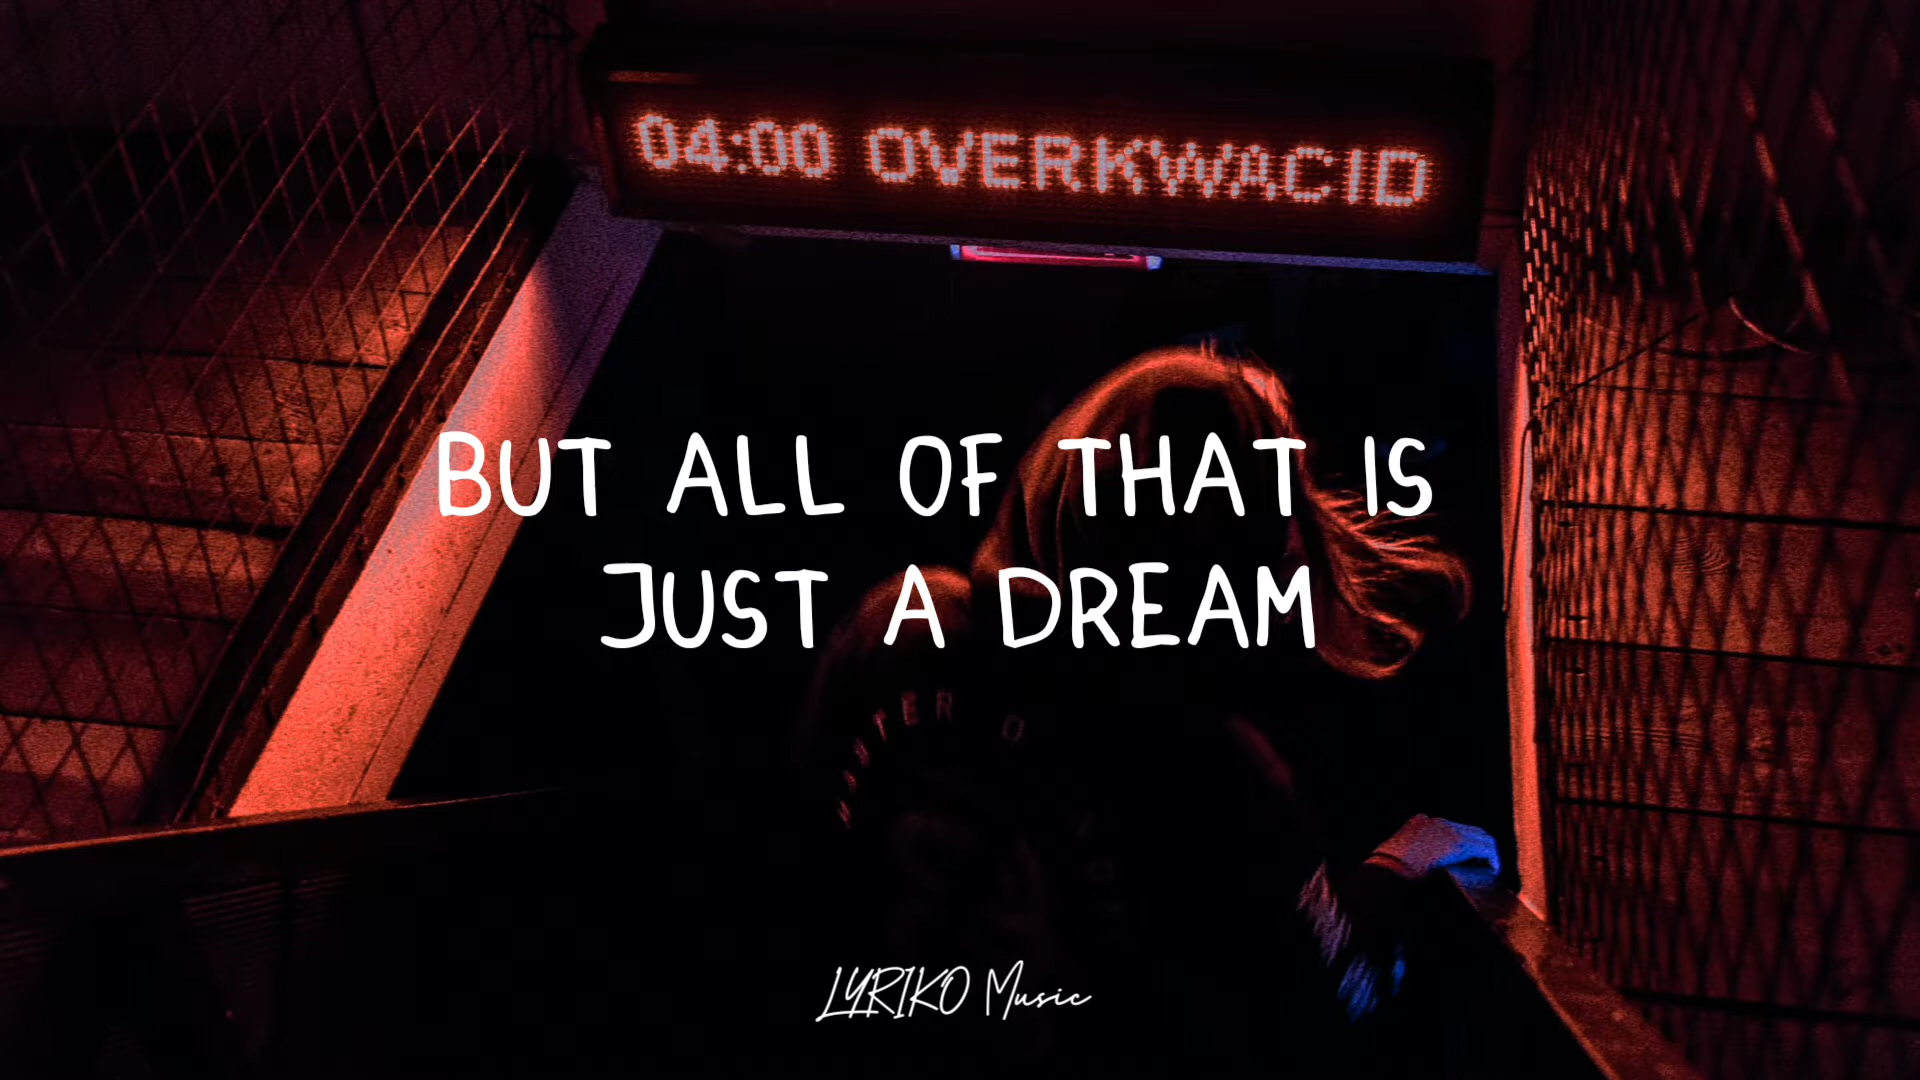 04:00 OVERKWACID
BUT ALL OF THAT IS
JUST A DREAM
LYRIKO Music